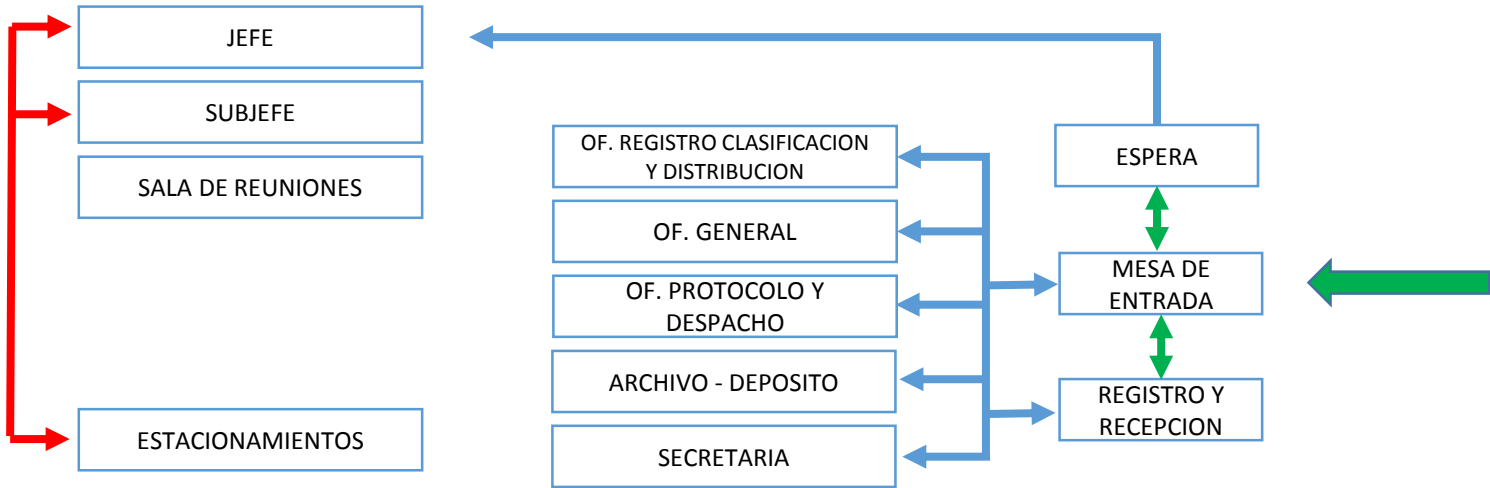 JEFE
SUBJEFE
SALA DE REUNIONES
ESTACIONAMIENTOS
OF. REGISTRO CLASIFICACION
Y DISTRIBUCION
OF. GENERAL
OF. PROTOCOLO Y
DESPACHO
ARCHIVO - DEPOSITO
SECRETARIA
ESPERA
MESA DE
ENTRADA
REGISTRO Y
RECEPCION